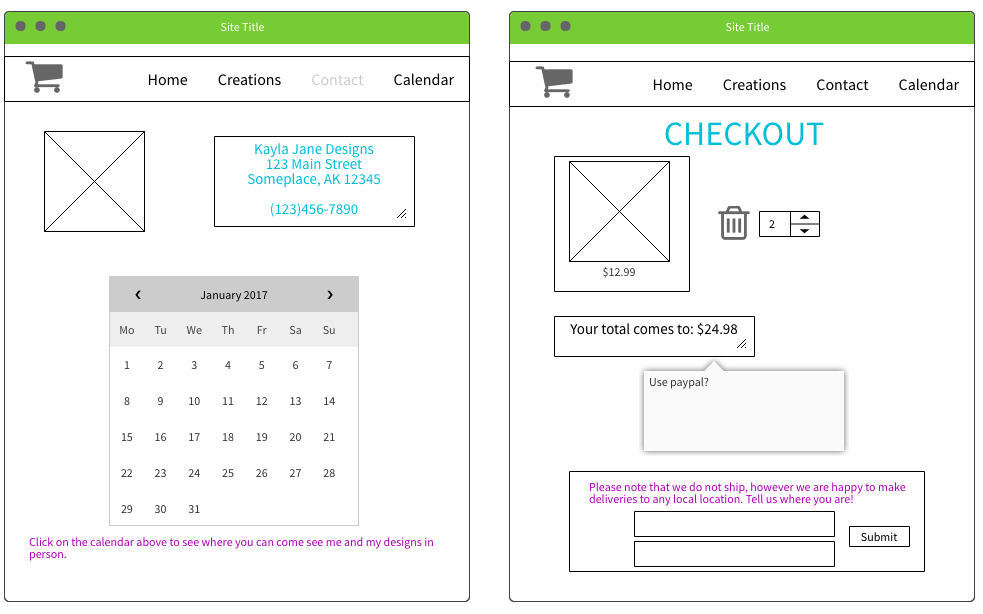 Site Title
Home Creations Contact Calendar
Kayla Jane Designs
123 Main Street
Someplace, AK 12345
(123)456-7890
January 2017
Mo Tu We Th Fr Sa Su
1 2 3 4 5 6 7
8 9 10 11 12 13 14
15 16 17 18 19 20 21
22 23 24 25 26 27 28
29 30 31
Click on the calendar above to see where you can come see me and my designs in
person.
Site Title
Home Creations Contact Calendar
CHECKOUT
2
$12.99
Your total comes to: $24.98
Use paypal?
Please note that we do not ship, however we are happy to make
deliveries to any local location. Tell us where you are!
Submit